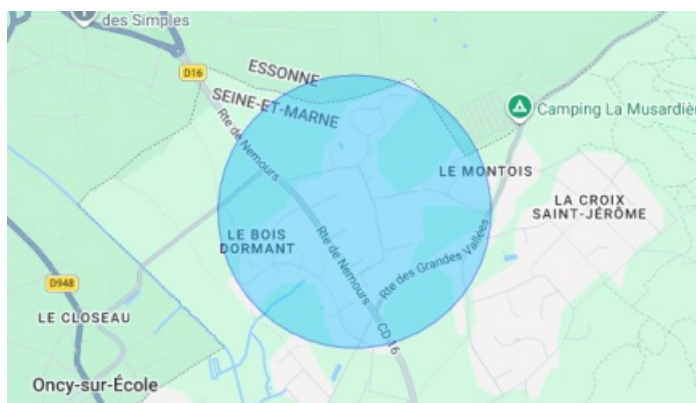 des Simples
D16
ESSONNE
SEINE-ET-MARNE
Rte de Nemours
Camping La Musardièr
LE MONTOIS
LA CROIX
SAINT-JÉRÔME
LE BOIS
DORMANT
Rte de Nemours
Rte des Grandes Vallées
D948
LE CLOSEAU
CD 16
Oncy-sur-École